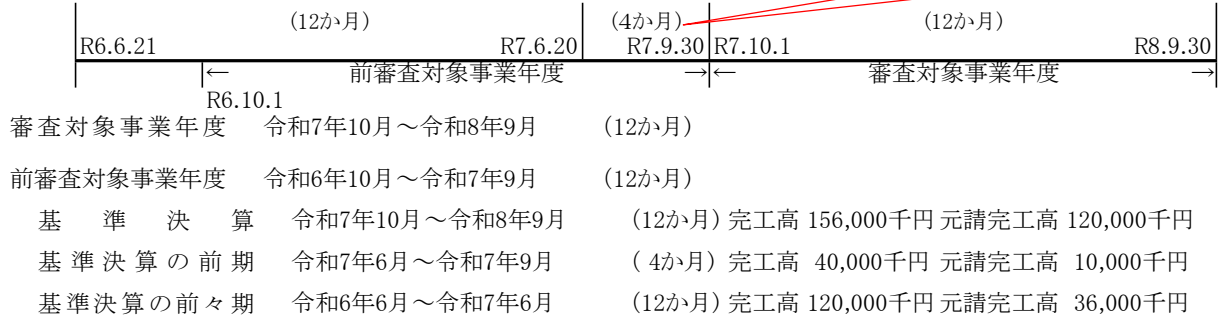 (12か月) (4か月) (12か月)
R6.6.21 R7.6.20 R7.9.30 R7.10.1 R8.9.30
← 前審査対象事業年度 →← 審査対象事業年度 →
R6.10.1
審査対象事業年度 令和7年10月～令和8年9月 (12か月)
前審査対象事業年度 令和6年10月～令和7年9月 (12か月)
基準決算 令和7年10月～令和8年9月 (12か月) 完工高 156,000千円 元請完工高 120,000千円
基準決算の前期 令和7年6月～令和7年9月 ( 4か月) 完工高 40,000千円 元請完工高 10,000千円
基準決算の前々期 令和6年6月～令和7年6月 (12か月) 完工高 120,000千円 元請完工高 36,000千円